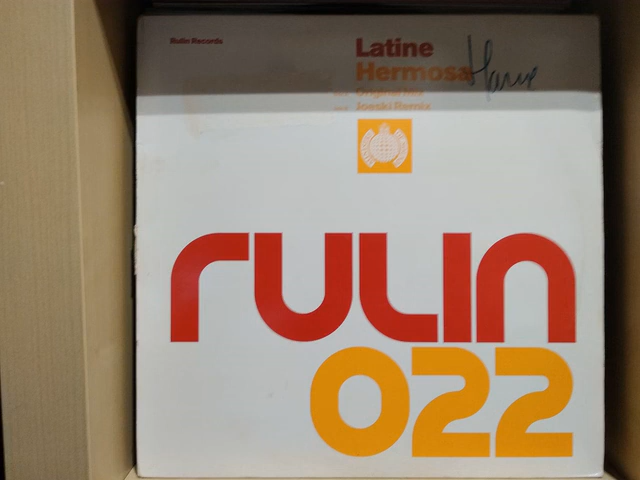 Rulin Records
Latine
Hermosa
Original Mix
Joeski Remix
rulin
022